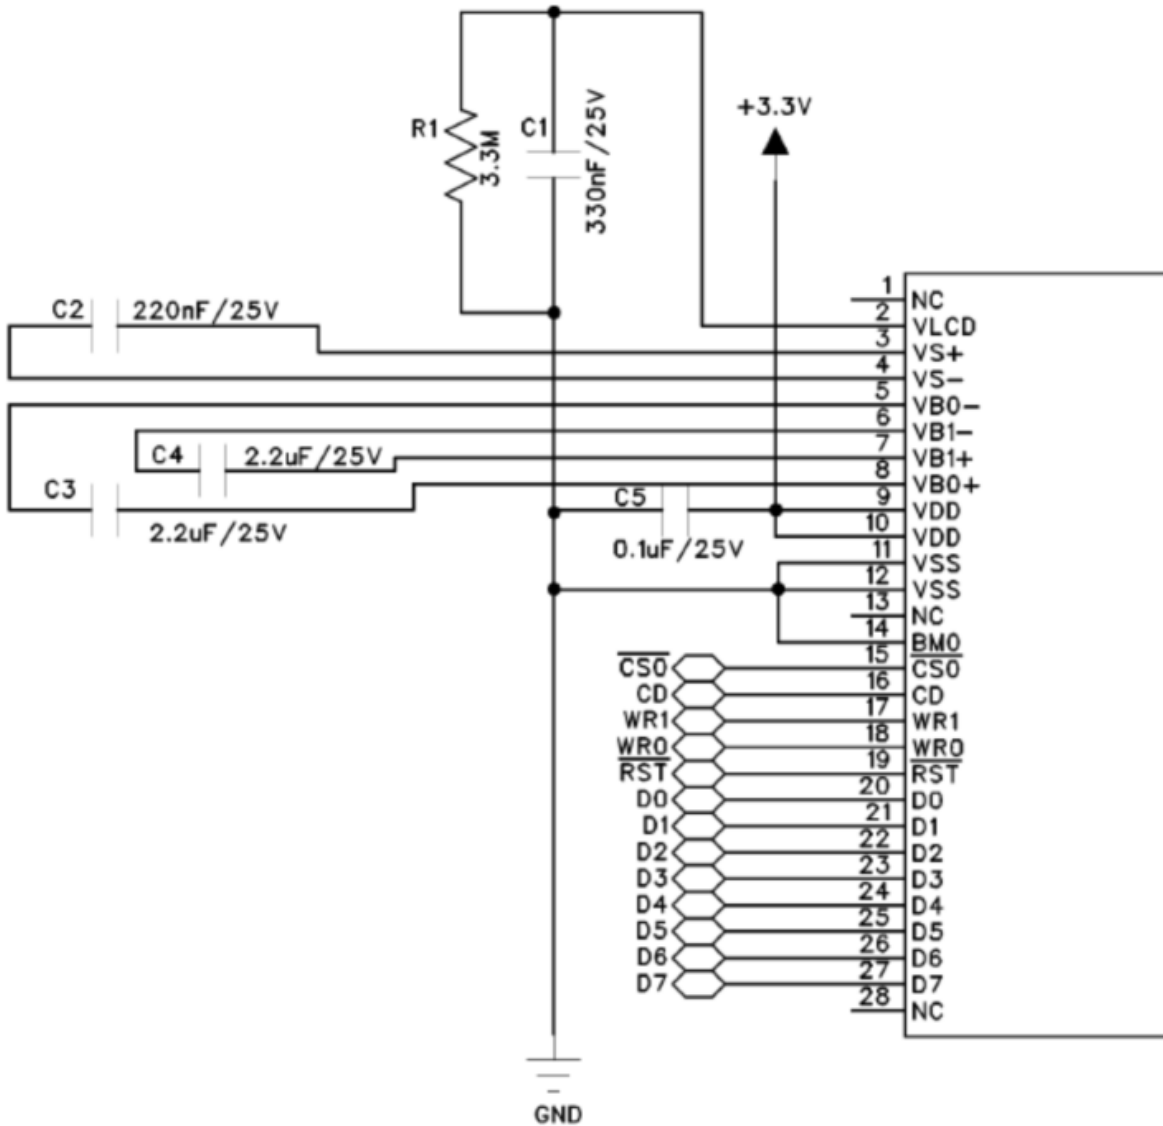 +3.3V
R1
3.3M
C1
330nF/25V
C2
220nF/25V
C4
2.2uF/25V
C3
2.2uF/25V
C5
0.1uF/25V
1 NC
2 VLCD
3 VS+
4 VS-
5 VB0-
6 VB1-
7 VB1+
8 VB0+
9 VDD
10 VDD
11 VSS
12 VSS
13 NC
14 BM0
C̅S̅0̅ 15 C̅S̅0̅
CD 16 CD
WR1 17 WR1
WR0 18 WR0
R̅S̅T̅ 19 R̅S̅T̅
D0 20 D0
D1 21 D1
D2 22 D2
D3 23 D3
D4 24 D4
D5 25 D5
D6 26 D6
D7 27 D7
28 NC
GND